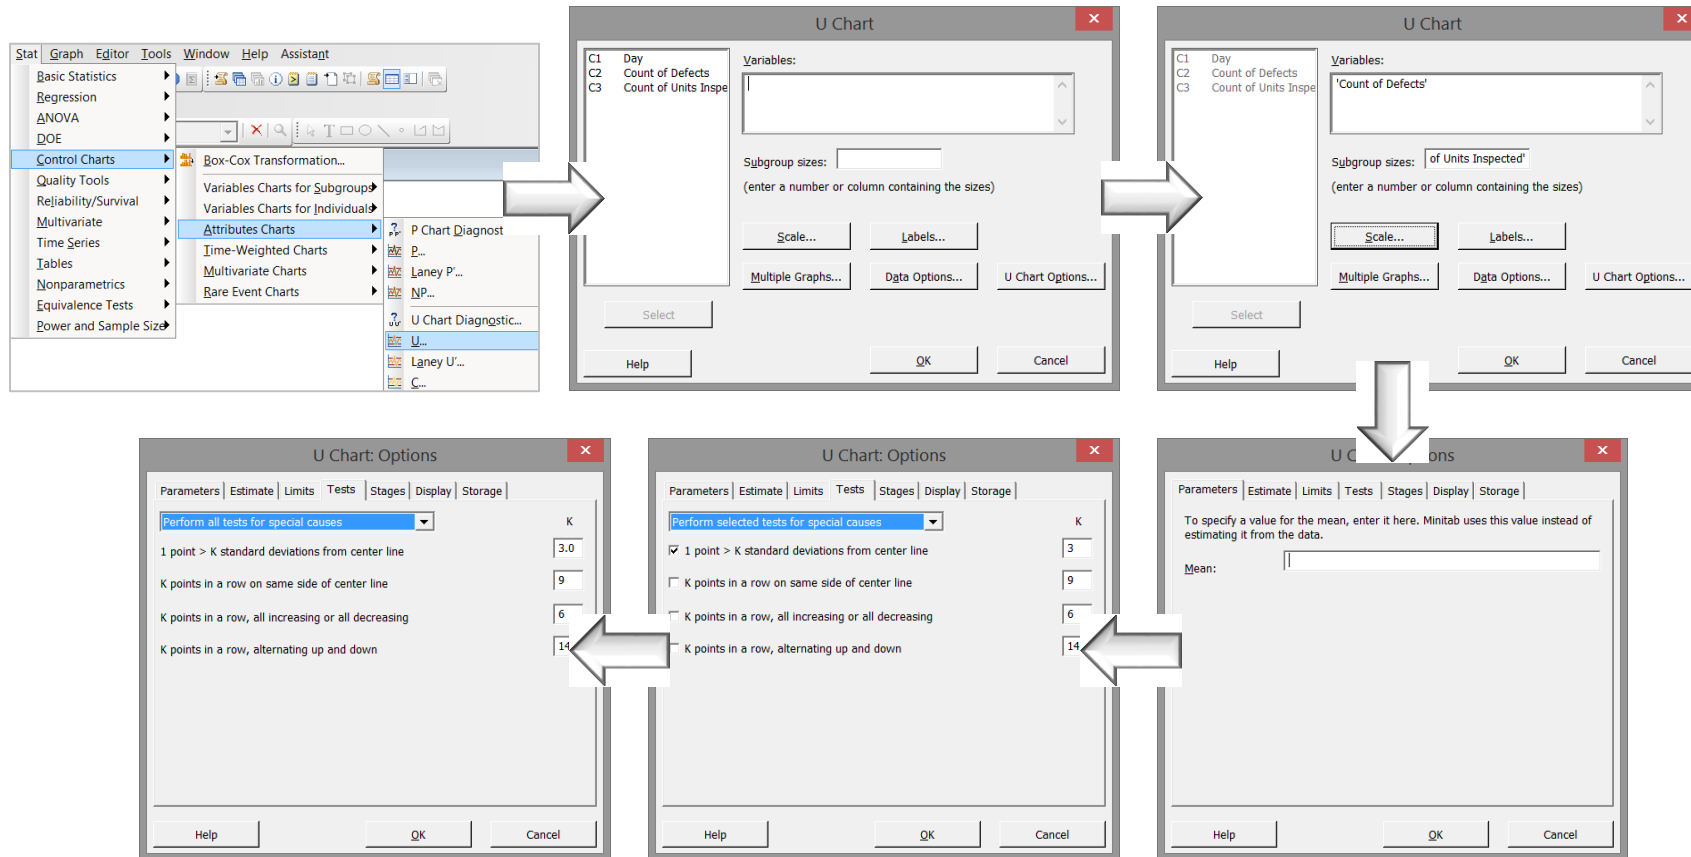 Stat Graph Editor Tools Window Help Assistant
Basic Statistics
Regression
ANOVA
DOE
Control Charts
Quality Tools
Reliability/Survival
Multivariate
Time Series
Tables
Nonparametrics
Equivalence Tests
Power and Sample Size
Box-Cox Transformation...
Variables Charts for Subgroups
Variables Charts for Individuals
Attributes Charts
Time-Weighted Charts
Multivariate Charts
Rare Event Charts
P Chart Diagnost
P...
Laney P'...
NP...
U Chart Diagnostic...
U...
Laney U'...
C...
U Chart
C1 Day
C2 Count of Defects
C3 Count of Units Inspe
Variables:
Subgroup sizes:
(enter a number or column containing the sizes)
Scale... Labels...
Multiple Graphs... Data Options... U Chart Options...
Select
Help OK Cancel
U Chart
C1 Day
C2 Count of Defects
C3 Count of Units Inspe
Variables:
'Count of Defects'
Subgroup sizes: of Units Inspected'
(enter a number or column containing the sizes)
Scale... Labels...
Multiple Graphs... Data Options... U Chart Options...
Select
Help OK Cancel
U Chart: Options
Parameters Estimate Limits Tests Stages Display Storage
Perform all tests for special causes K
1 point > K standard deviations from center line 3.0
K points in a row on same side of center line 9
K points in a row, all increasing or all decreasing 6
K points in a row, alternating up and down 14
Help OK Cancel
U Chart: Options
Parameters Estimate Limits Tests Stages Display Storage
Perform selected tests for special causes K
1 point > K standard deviations from center line 3
K points in a row on same side of center line 9
K points in a row, all increasing or all decreasing 6
K points in a row, alternating up and down 14
Help OK Cancel
U C ons
Parameters Estimate Limits Tests Stages Display Storage
To specify a value for the mean, enter it here. Minitab uses this value instead of
estimating it from the data.
Mean:
Help OK Cancel